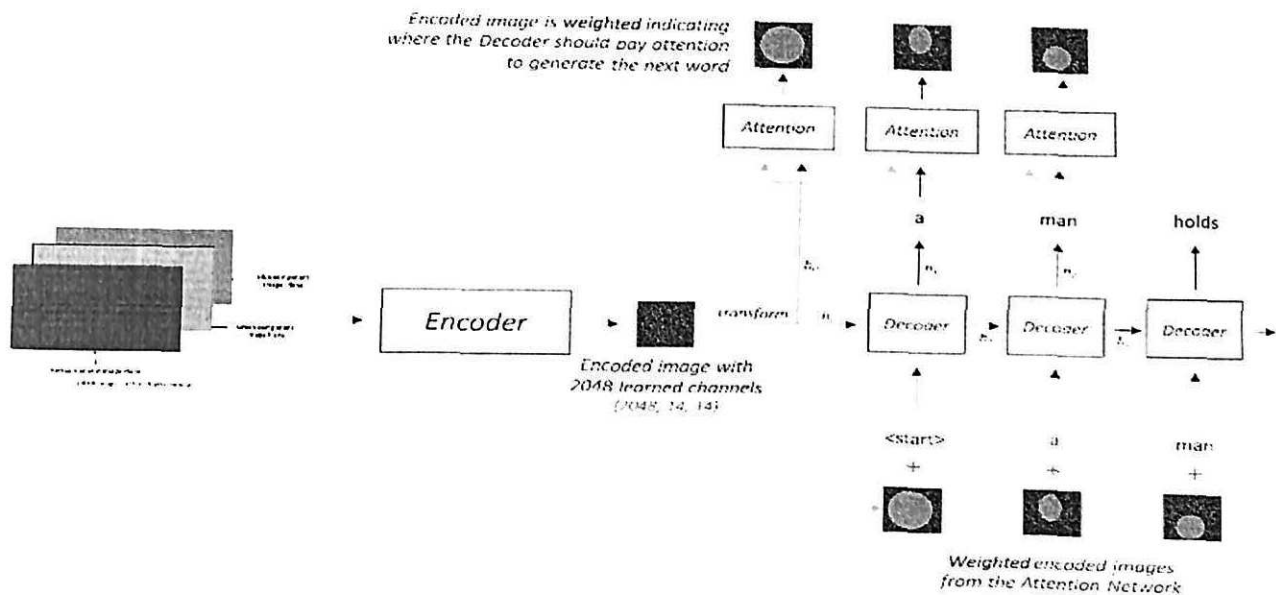 Encoded image is weighted indicating
where the Decoder should pay attention
to generate the next word
Attention
Attention
Attention
a
man
holds
Encoder
transform
Decoder
Decoder
Decoder
Encoded image with
2048 learned channels
(2048, 14, 14)
<start>
a
man
+
+
+
Weighted encoded images
from the Attention Network